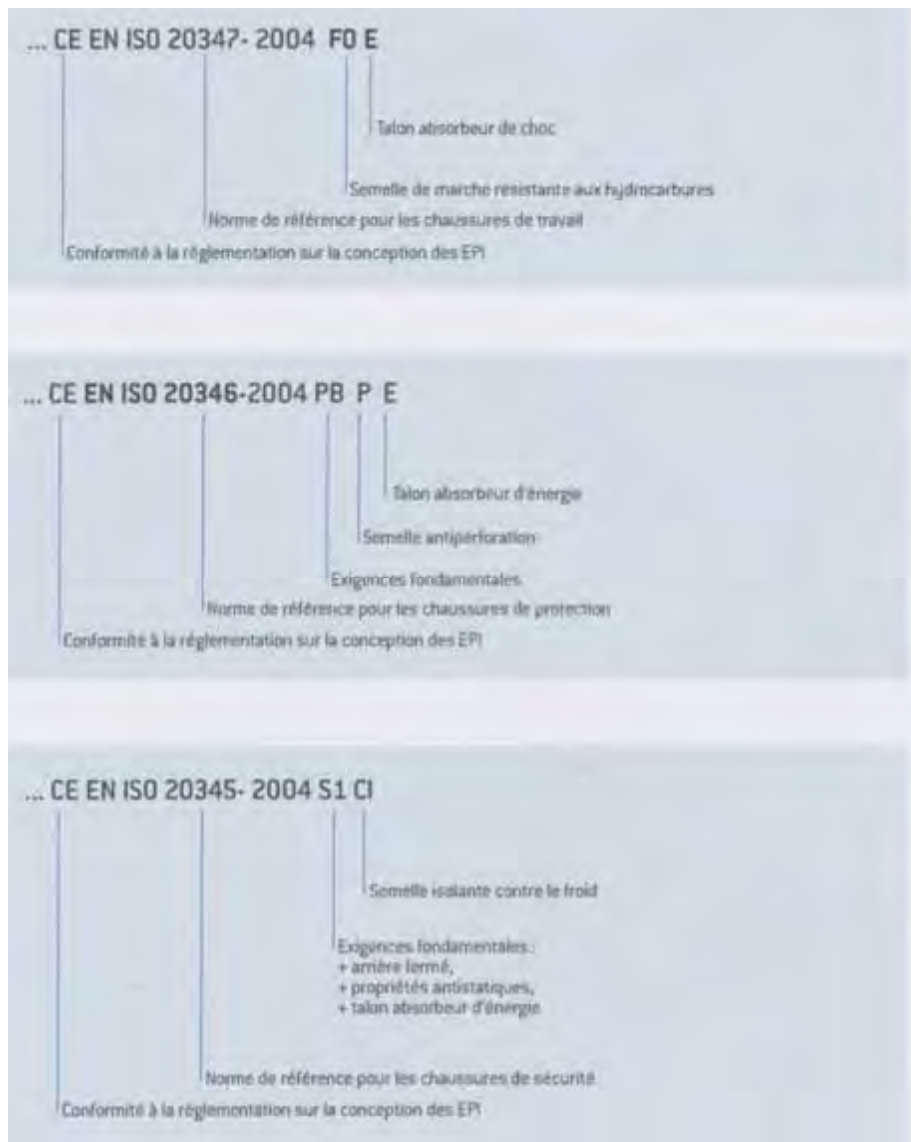 ... CE EN ISO 20347- 2004 FO E
Talon absorbeur de choc
Semelle de marche resistante aux hydrocarbures
Norme de référence pour les chaussures de travail
Conformité à la réglementation sur la conception des EPI
... CE EN ISO 20346-2004 PB P E
Talon absorbeur d'énergie
Semelle antiperforation
Exigences fondamentales
Norme de référence pour les chaussures de protection
Conformité à la réglementation sur la conception des EPI
... CE EN ISO 20345- 2004 S1 CI
Semelle isolante contre le froid
Exigences fondamentales :
+ arrière fermé,
+ propriétés antistatiques,
+ talon absorbeur d'énergie
Norme de référence pour les chaussures de sécurité
Conformité à la réglementation sur la conception des EPI